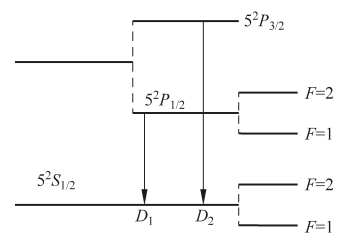 5²P₃/₂
5²P₁/₂
F=2
F=1
5²S₁/₂
F=2
D₁ D₂
F=1